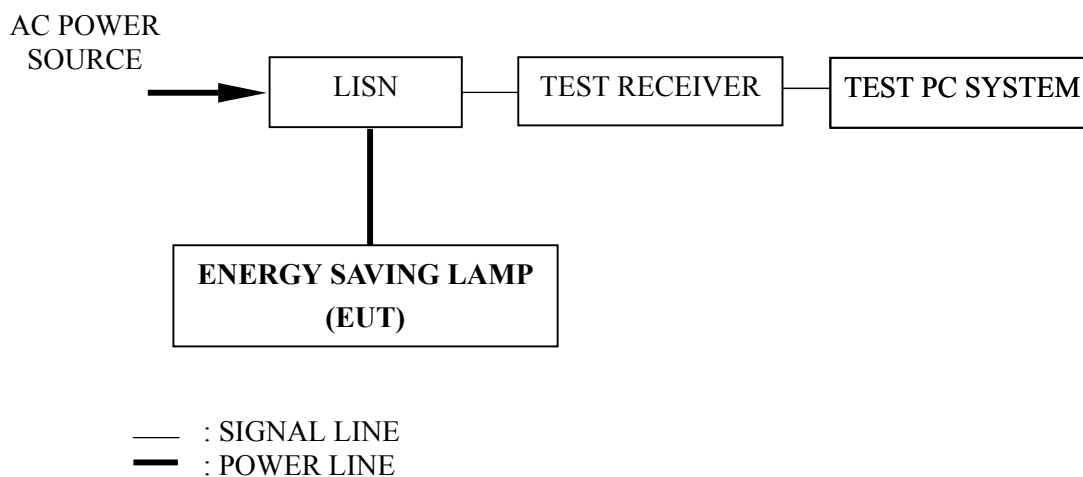 AC POWER
SOURCE
LISN
TEST RECEIVER
TEST PC SYSTEM
ENERGY SAVING LAMP
(EUT)
: SIGNAL LINE
: POWER LINE